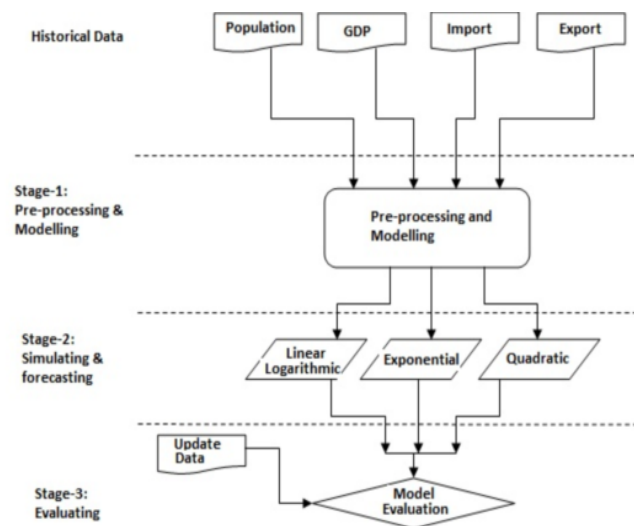 Historical Data
Population
GDP
Import
Export
Stage-1:
Pre-processing &
Modelling
Pre-processing and
Modelling
Stage-2:
Simulating &
forecasting
Linear
Logarithmic
Exponential
Quadratic
Update
Data
Stage-3:
Evaluating
Model
Evaluation